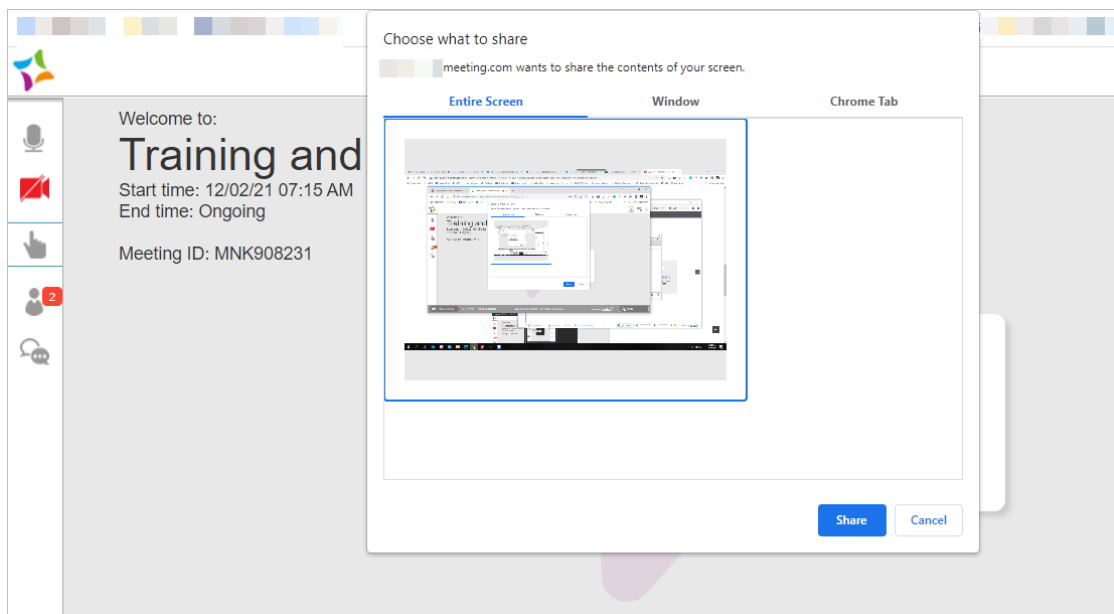 Choose what to share
meeting.com wants to share the contents of your screen.
Entire Screen
Window
Chrome Tab
Welcome to:
Training and
Start time: 12/02/21 07:15 AM
End time: Ongoing
Meeting ID: MNK908231
2
Training and
Share
Cancel